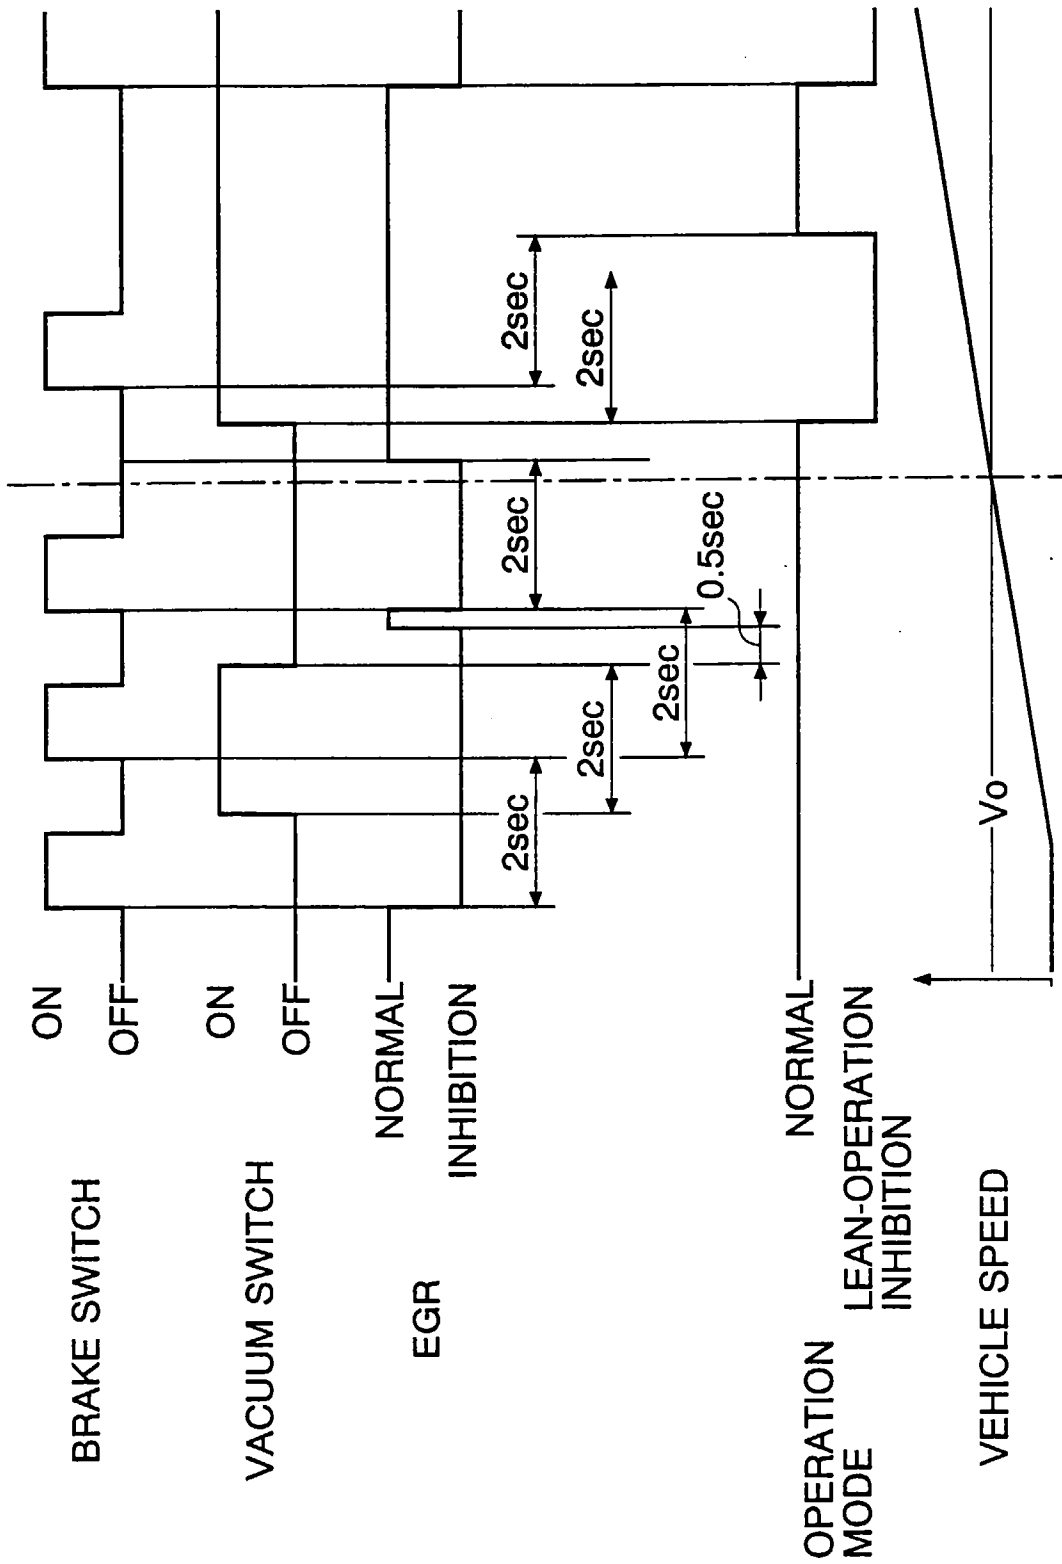 BRAKE SWITCH
ON
OFF
VACUUM SWITCH
ON
OFF
EGR
NORMAL
INHIBITION
2sec
2sec
2sec
2sec
2sec
2sec
0.5sec
OPERATION
MODE
NORMAL
LEAN-OPERATION
INHIBITION
VEHICLE SPEED
Vo